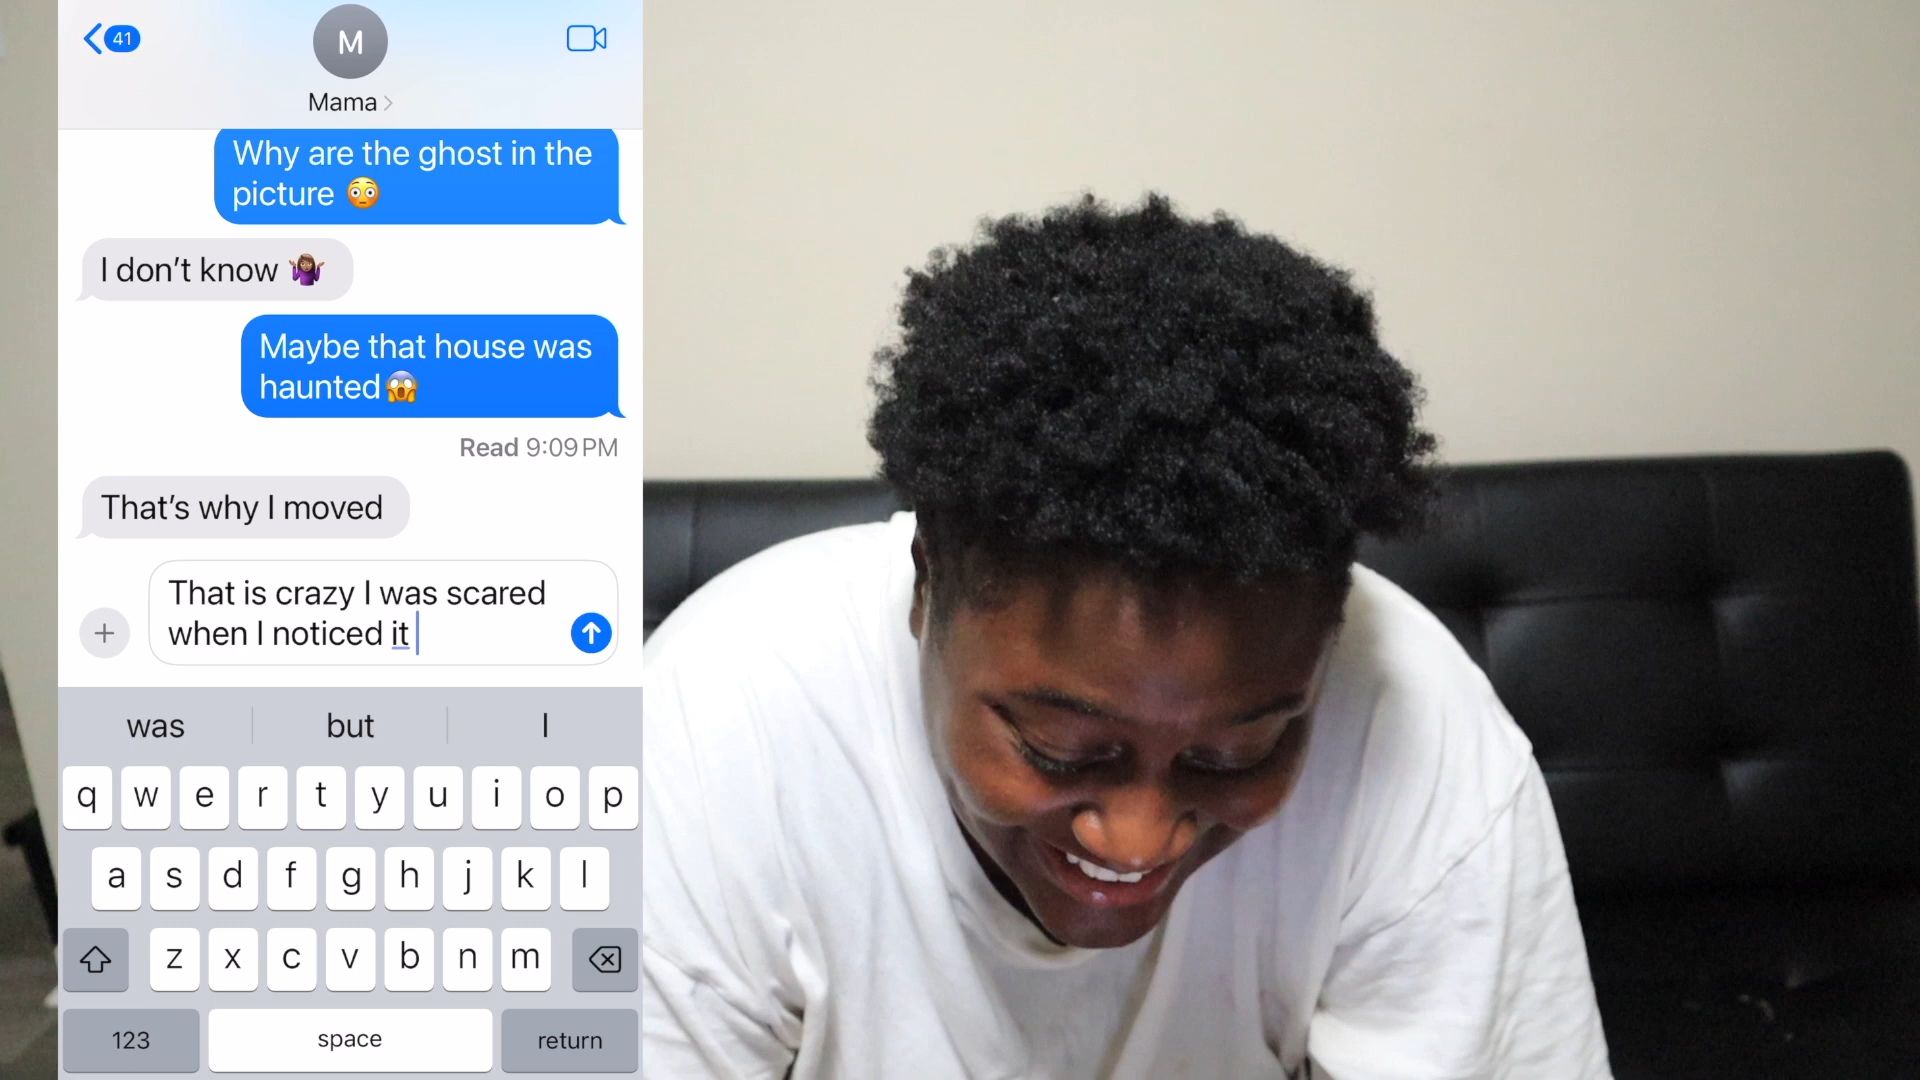 41
M
Mama
Why are the ghost in the
picture 😳
I don’t know 🤷🏾‍♀️
Maybe that house was
haunted😱
Read 9:09 PM
That’s why I moved
That is crazy I was scared
when I noticed it
was but I
q w e r t y u i o p
a s d f g h j k l
z x c v b n m
123 space return